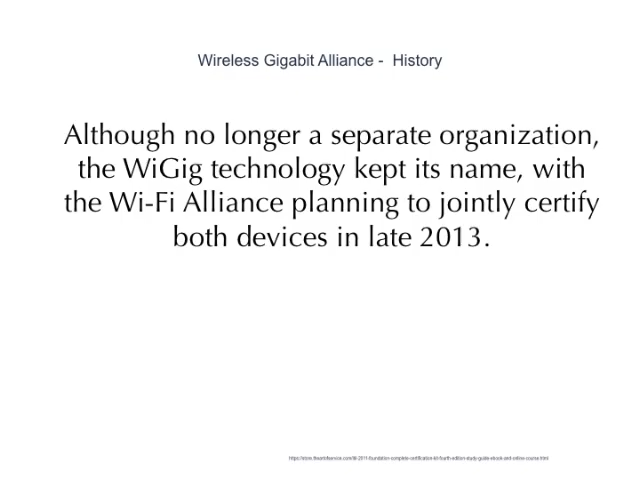 Wireless Gigabit Alliance -  History
Although no longer a separate organization,
the WiGig technology kept its name, with
the Wi-Fi Alliance planning to jointly certify
both devices in late 2013.